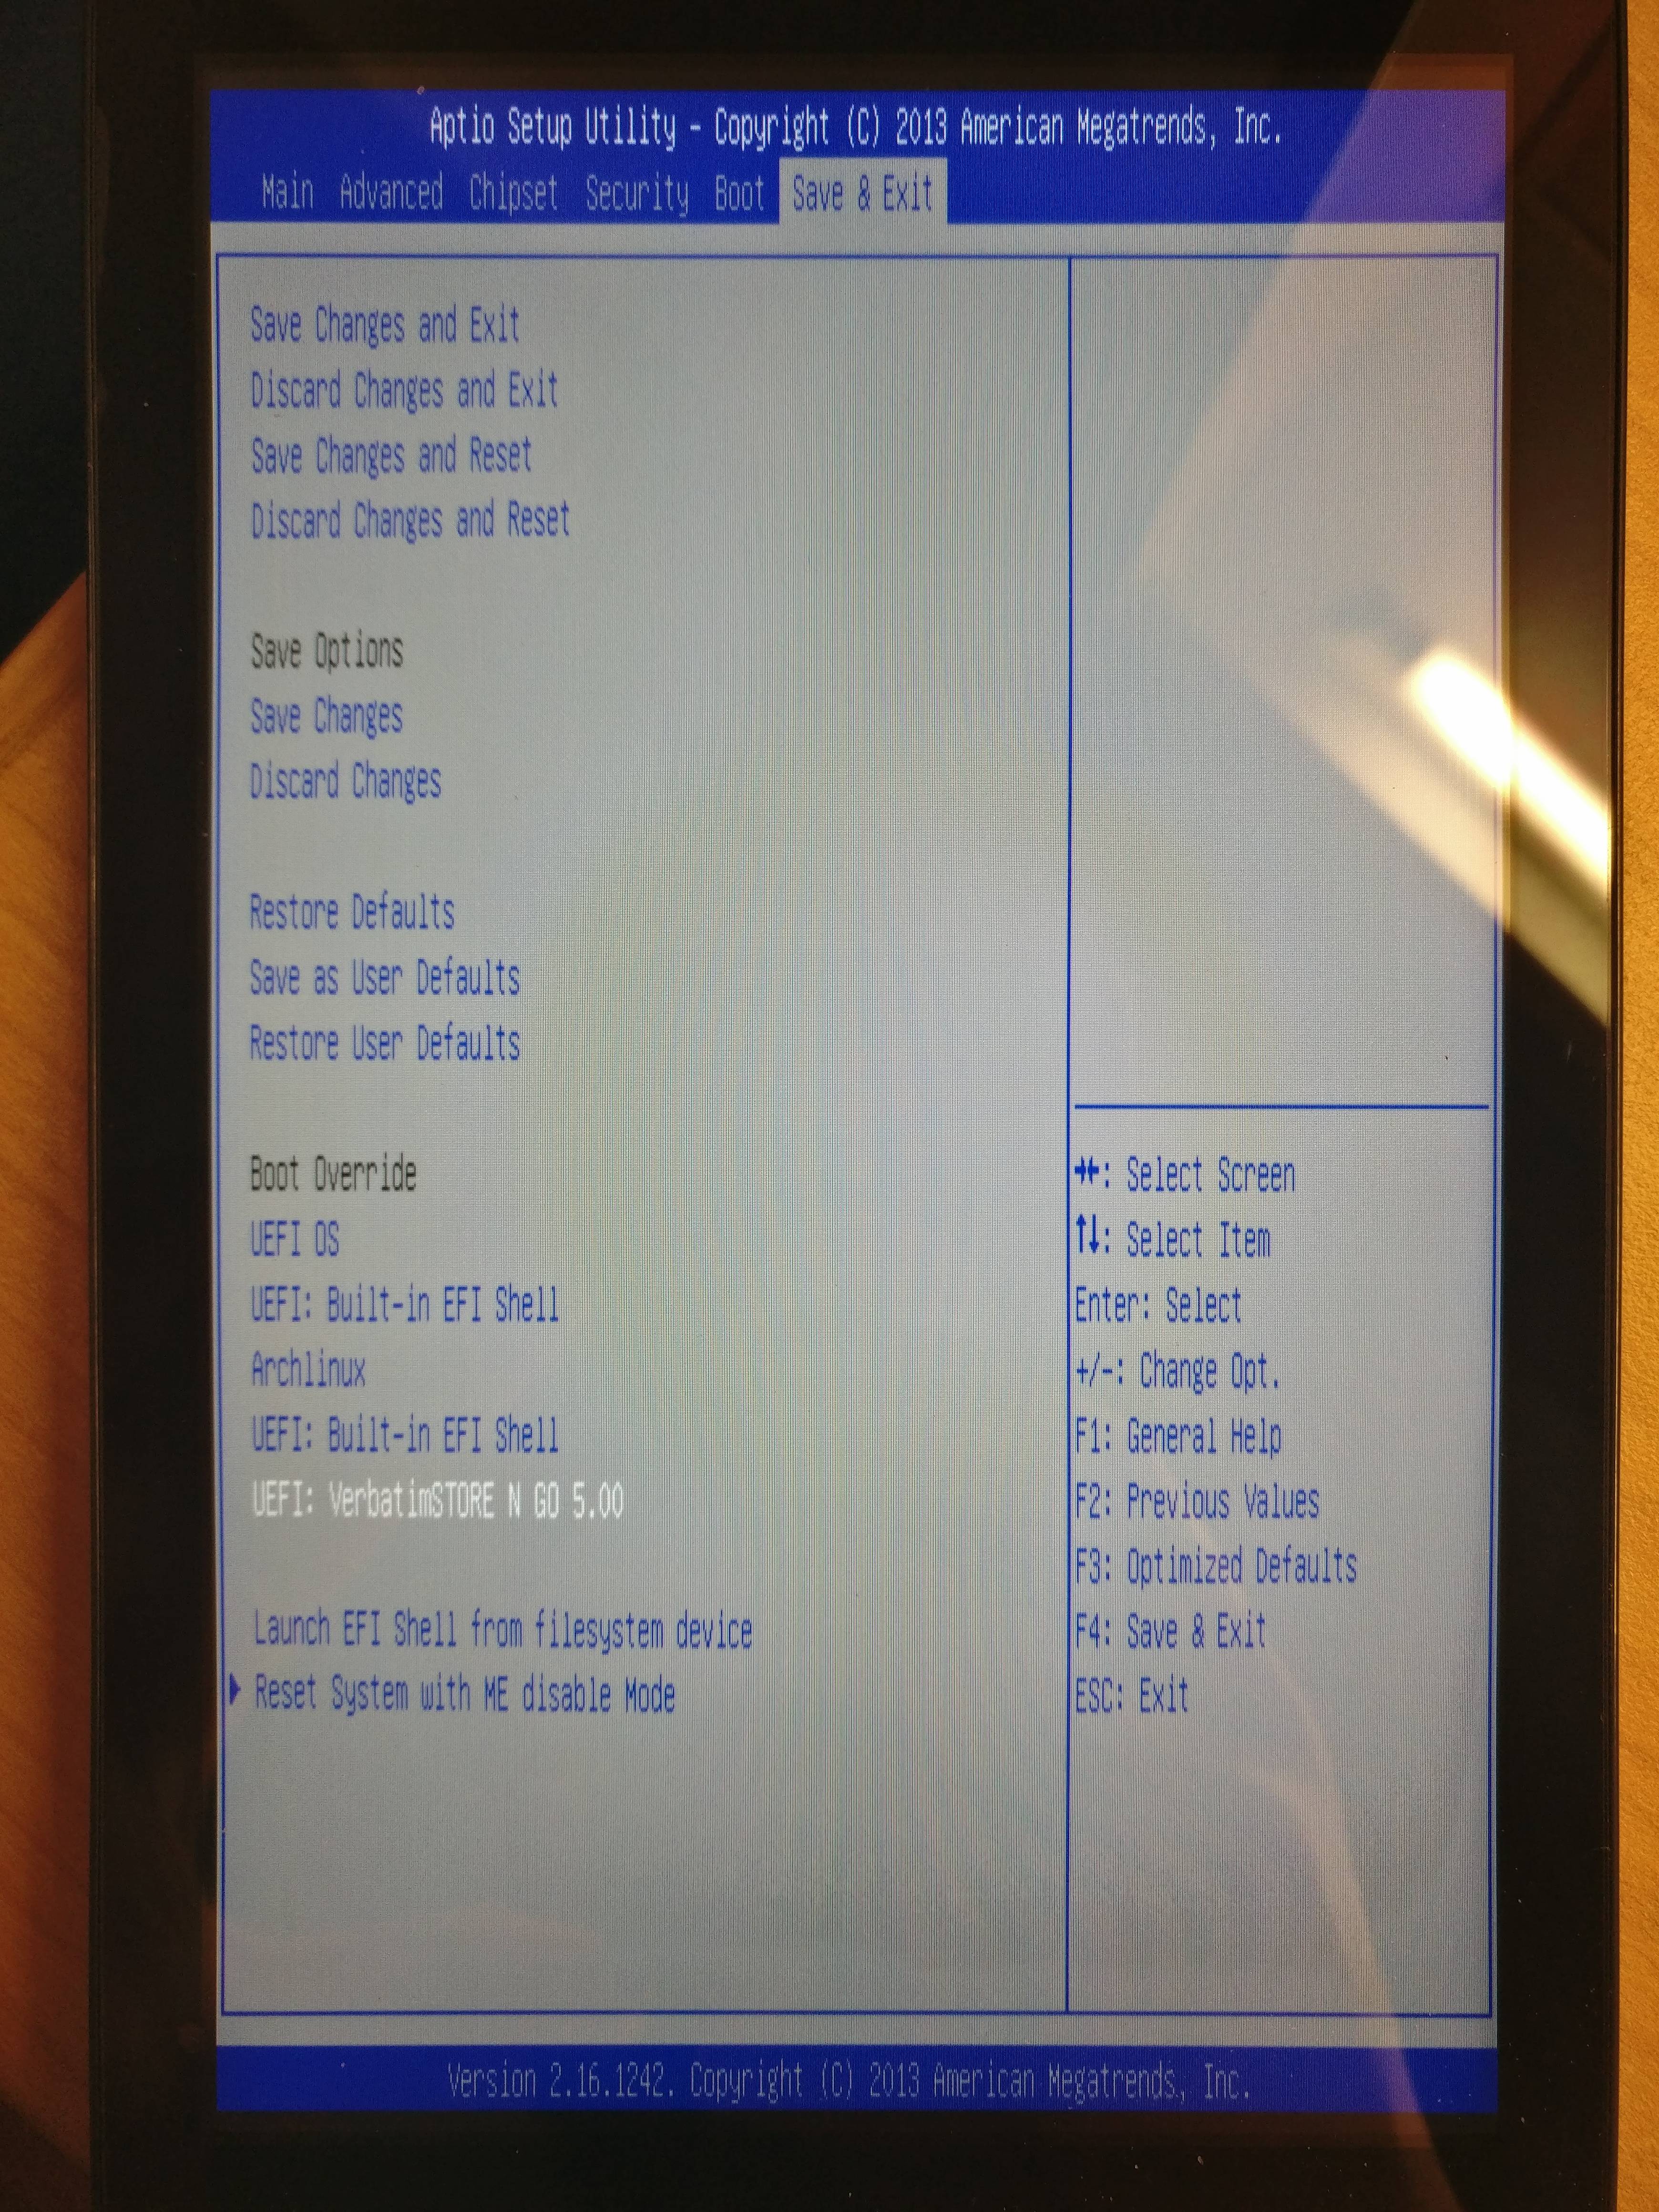 Aptio Setup Utility - Copyright (C) 2013 American Megatrends, Inc.
Main Advanced Chipset Security Boot Save & Exit
Save Changes and Exit
Discard Changes and Exit
Save Changes and Reset
Discard Changes and Reset
Save Options
Save Changes
Discard Changes
Restore Defaults
Save as User Defaults
Restore User Defaults
Boot Override
UEFI OS
UEFI: Built-in EFI Shell
Archlinux
UEFI: Built-in EFI Shell
UEFI: VerbatimSTORE N GO 5.00
Launch EFI Shell from filesystem device
Reset System with ME disable Mode
→←: Select Screen
↑↓: Select Item
Enter: Select
+/-: Change Opt.
F1: General Help
F2: Previous Values
F3: Optimized Defaults
F4: Save & Exit
ESC: Exit
Version 2.16.1242. Copyright (C) 2013 American Megatrends, Inc.